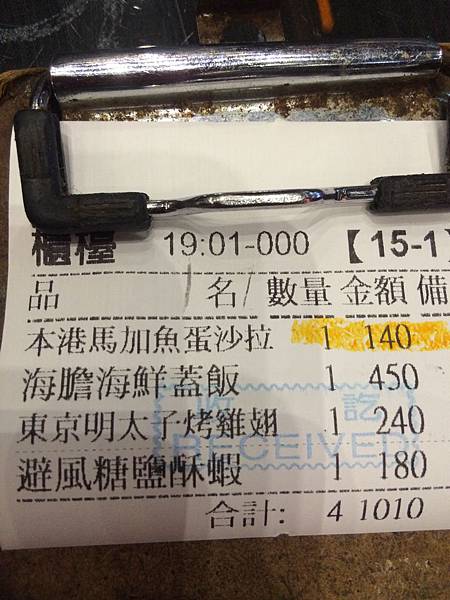 櫃檯 19:01-000 【15-1】
品 名/ 數量 金額 備
本港馬加魚蛋沙拉 1 140
海膽海鮮蓋飯 1 450
收訖
東京明太子烤雞翅 1 240
RECEIVED
避風糖鹽酥蝦 1 180
合計: 4 1010